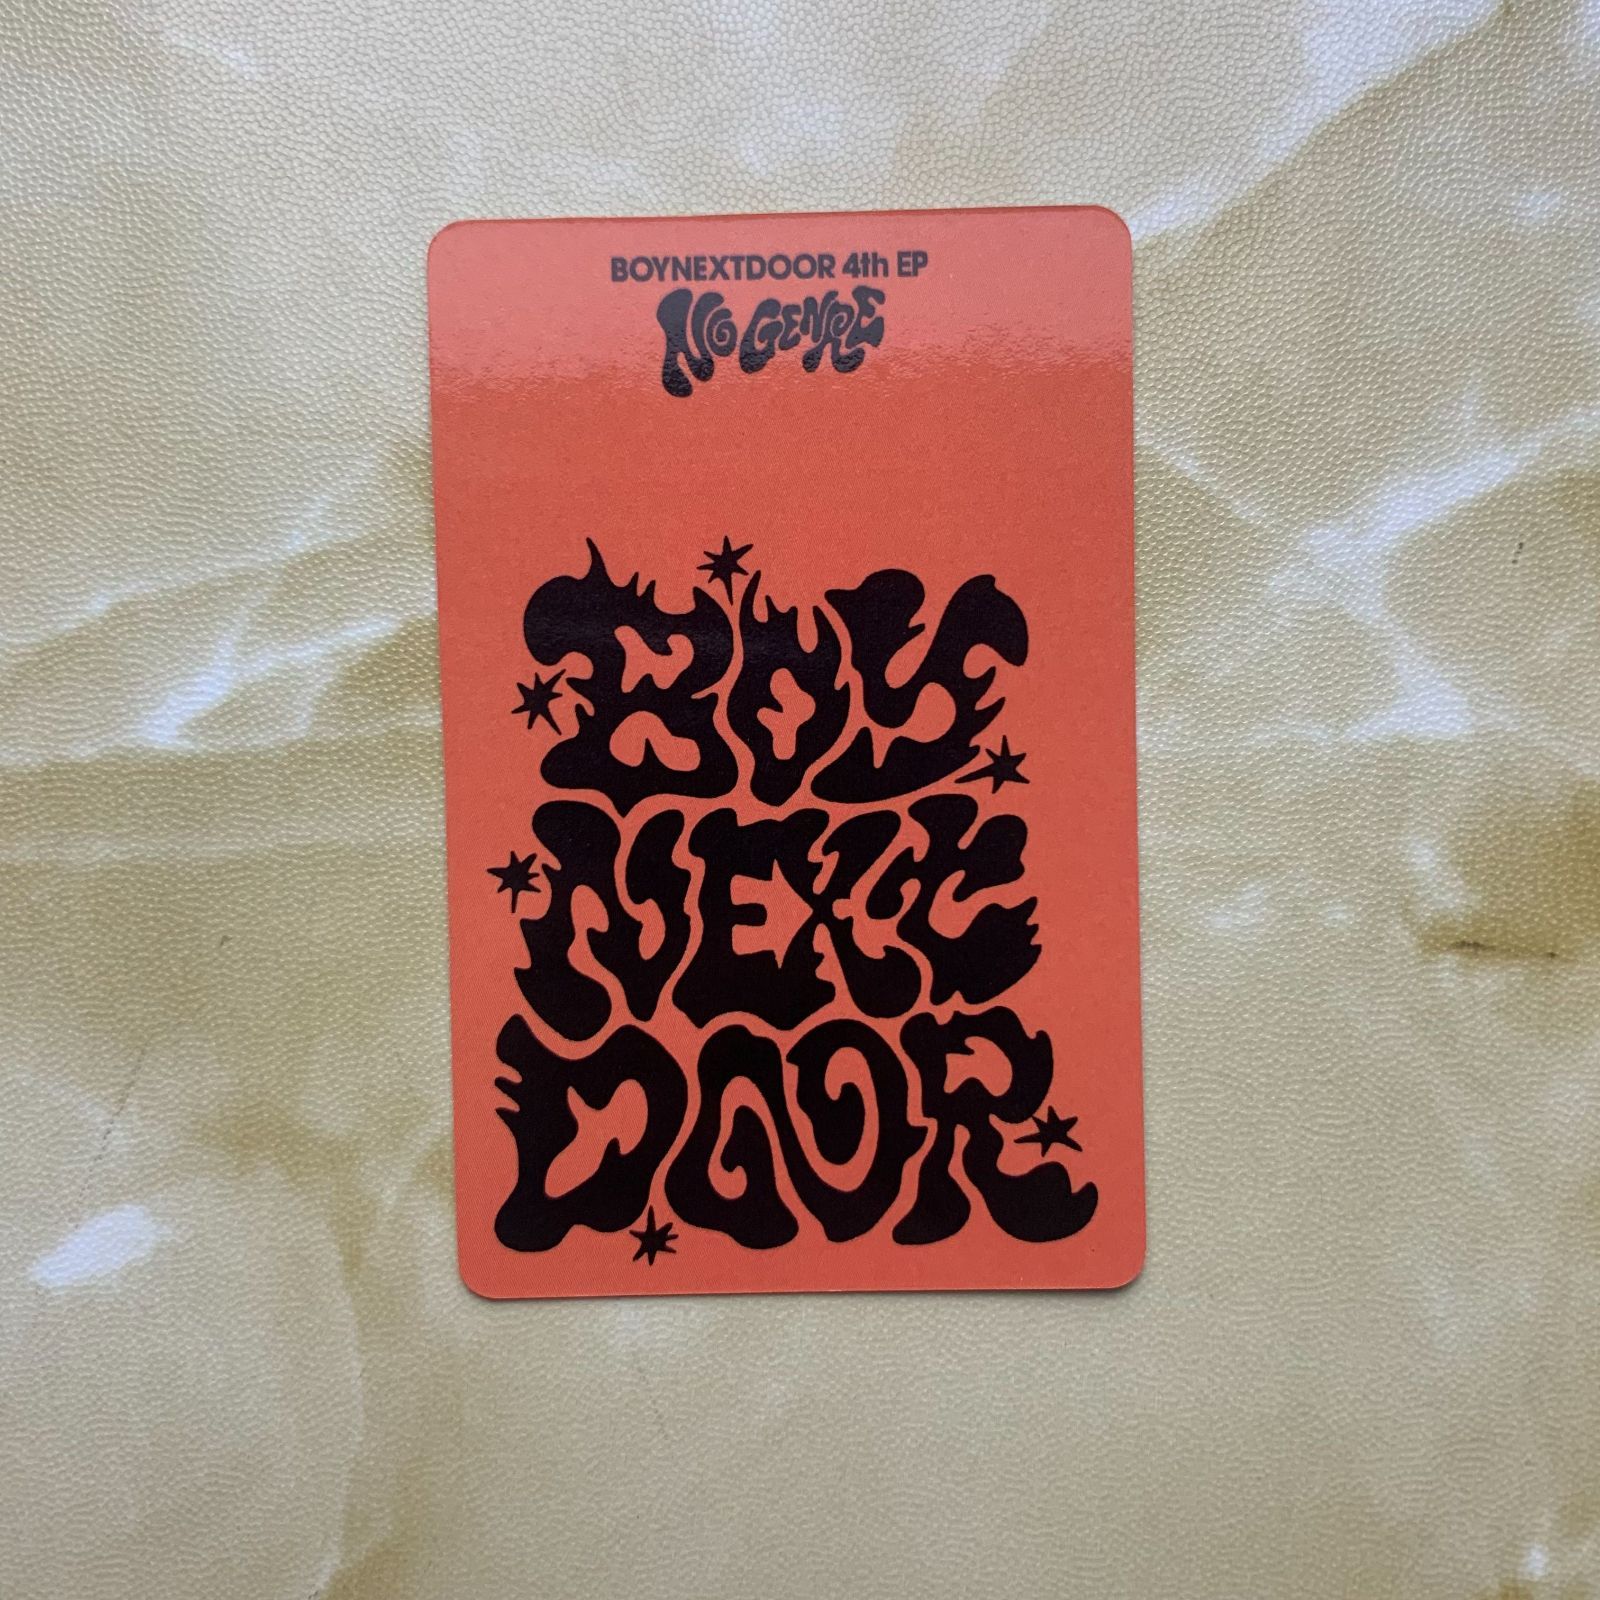 BOYNEXTDOOR 4th EP
NO GENRE
BOY
NEXT
DOOR